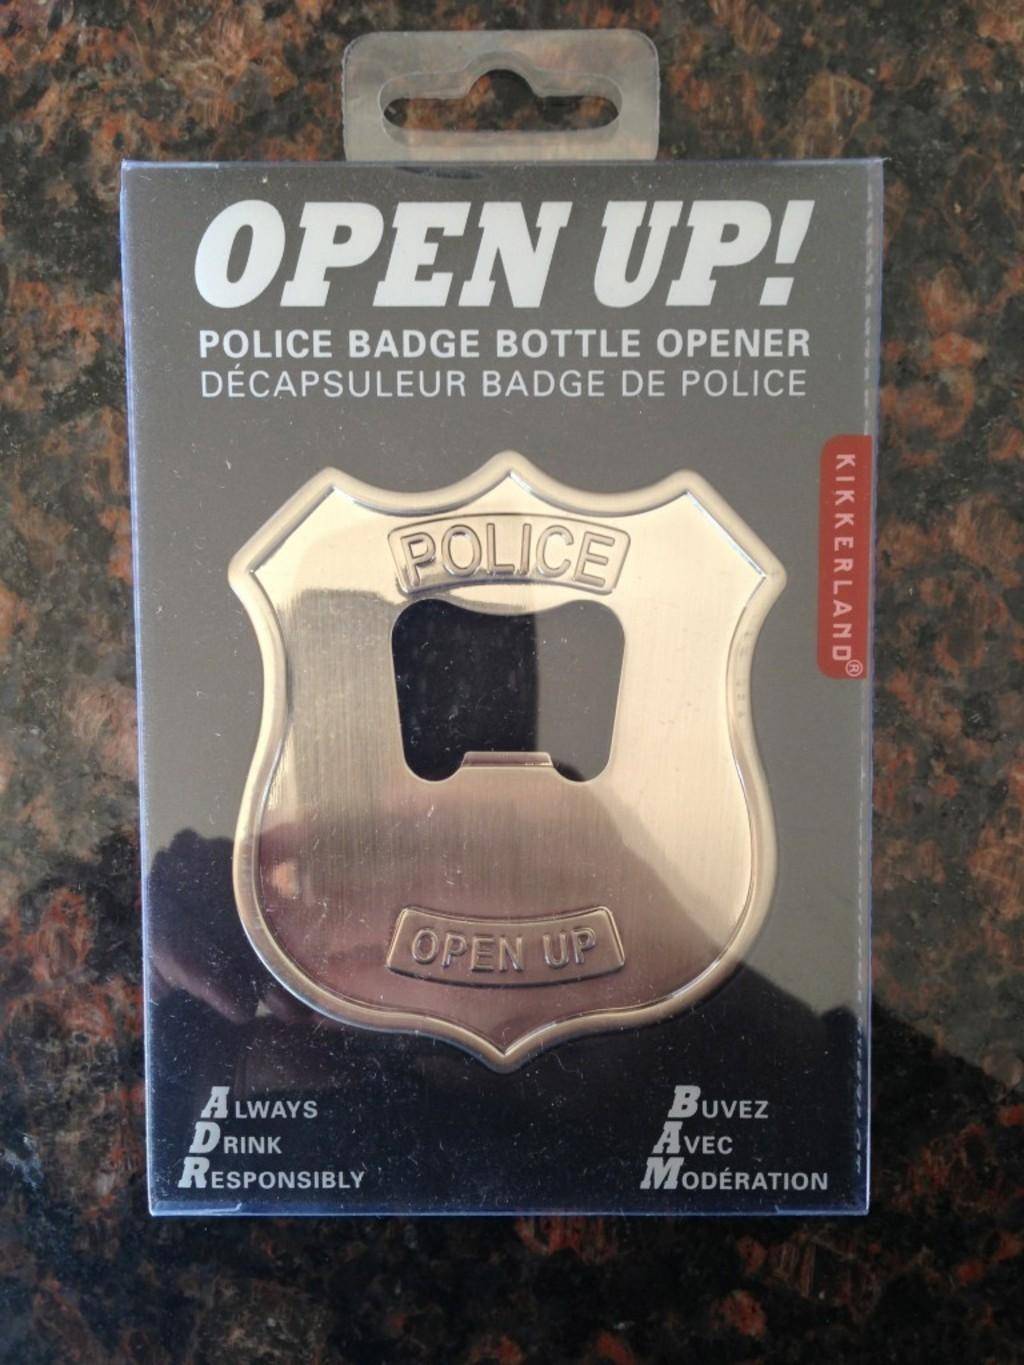 OPEN UP!
POLICE BADGE BOTTLE OPENER
DÉCAPSULEUR BADGE DE POLICE
KIKKERLAND®
POLICE
OPEN UP
ALWAYS
DRINK
RESPONSIBLY
BUVEZ
AVEC
MODÉRATION